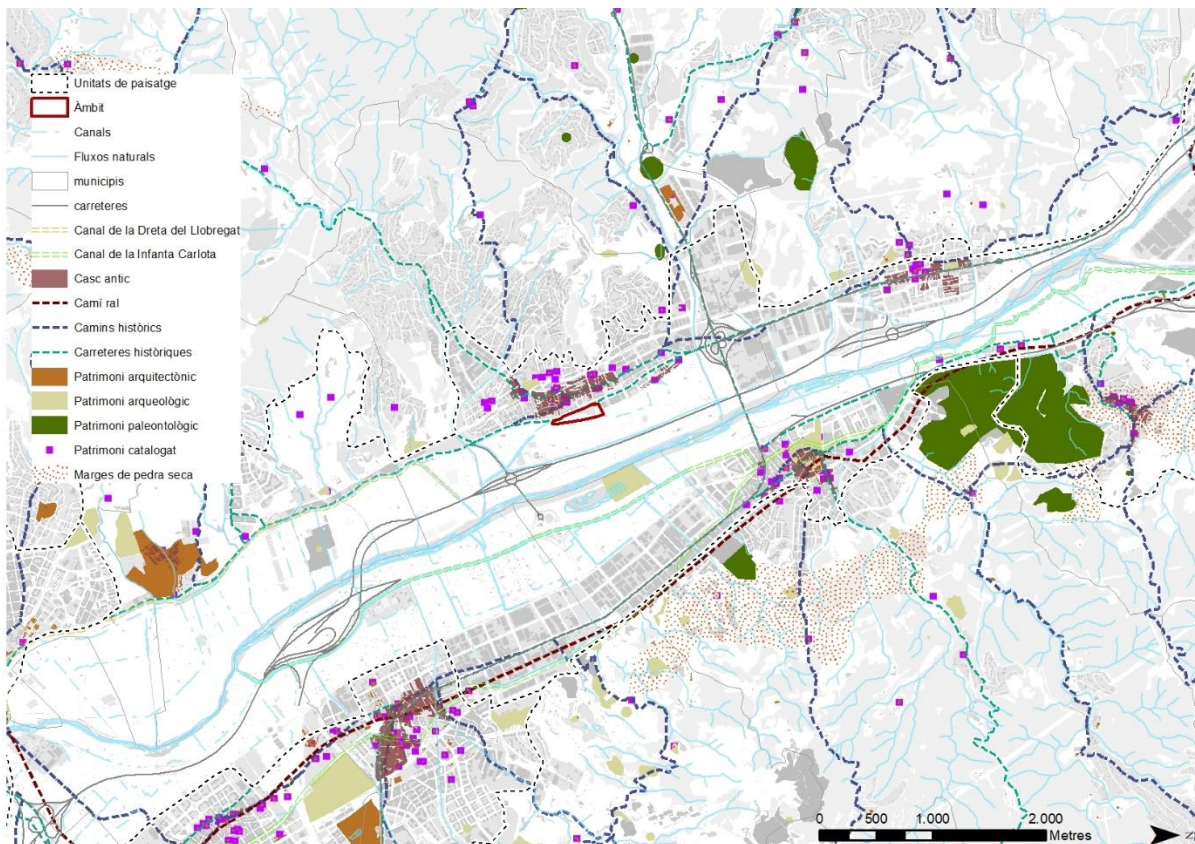 Unitats de paisatge
Àmbit
Canals
Fluxos naturals
municipis
carreteres
Canal de la Dreta del Llobregat
Canal de la Infanta Carlota
Casc antic
Camí ral
Camins històrics
Carreteres històriques
Patrimoni arquitectònic
Patrimoni arqueològic
Patrimoni paleontològic
Patrimoni catalogat
Marges de pedra seca
0 500 1.000 2.000
Metres